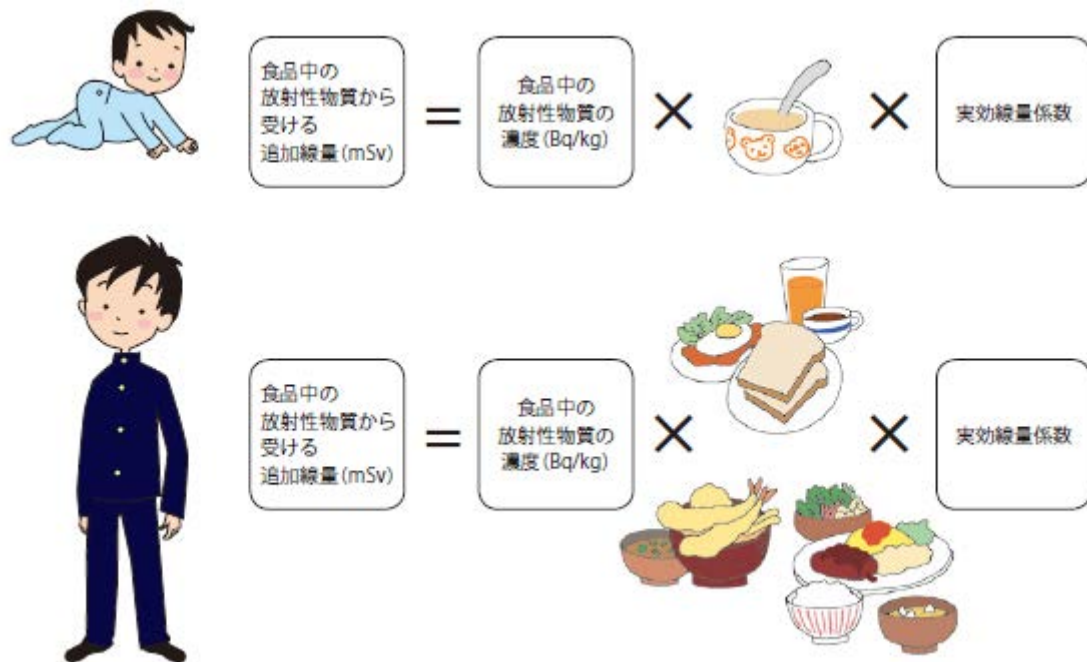 食品中の
放射性物質から
受ける
追加線量(mSv)
=
食品中の
放射性物質の
濃度(Bq/kg)
×
×
実効線量係数
食品中の
放射性物質から
受ける
追加線量(mSv)
=
食品中の
放射性物質の
濃度(Bq/kg)
×
×
実効線量係数